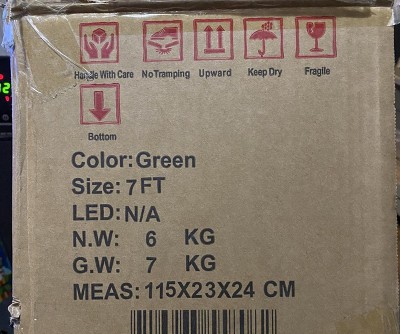 Handle With Care No Tramping Upward Keep Dry Fragile
Bottom
Color:Green
Size: 7FT
LED: N/A
N.W: 6 KG
G.W: 7 KG
MEAS: 115X23X24 CM